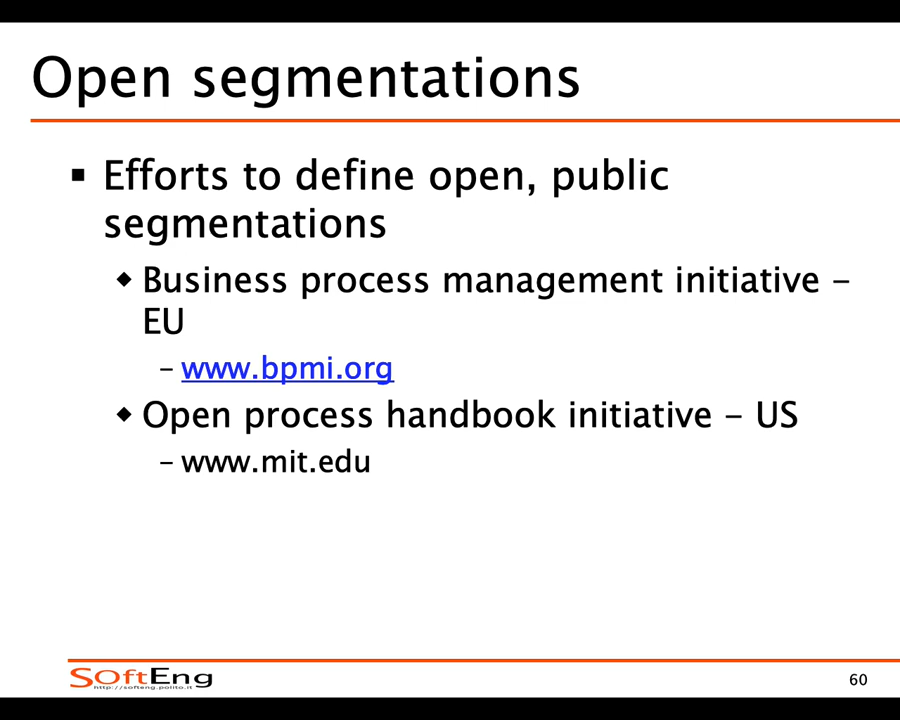 Open segmentations
▪ Efforts to define open, public
segmentations
◆ Business process management initiative –
EU
– www.bpmi.org
◆ Open process handbook initiative – US
– www.mit.edu
SOftEng
http://softeng.polito.it
60